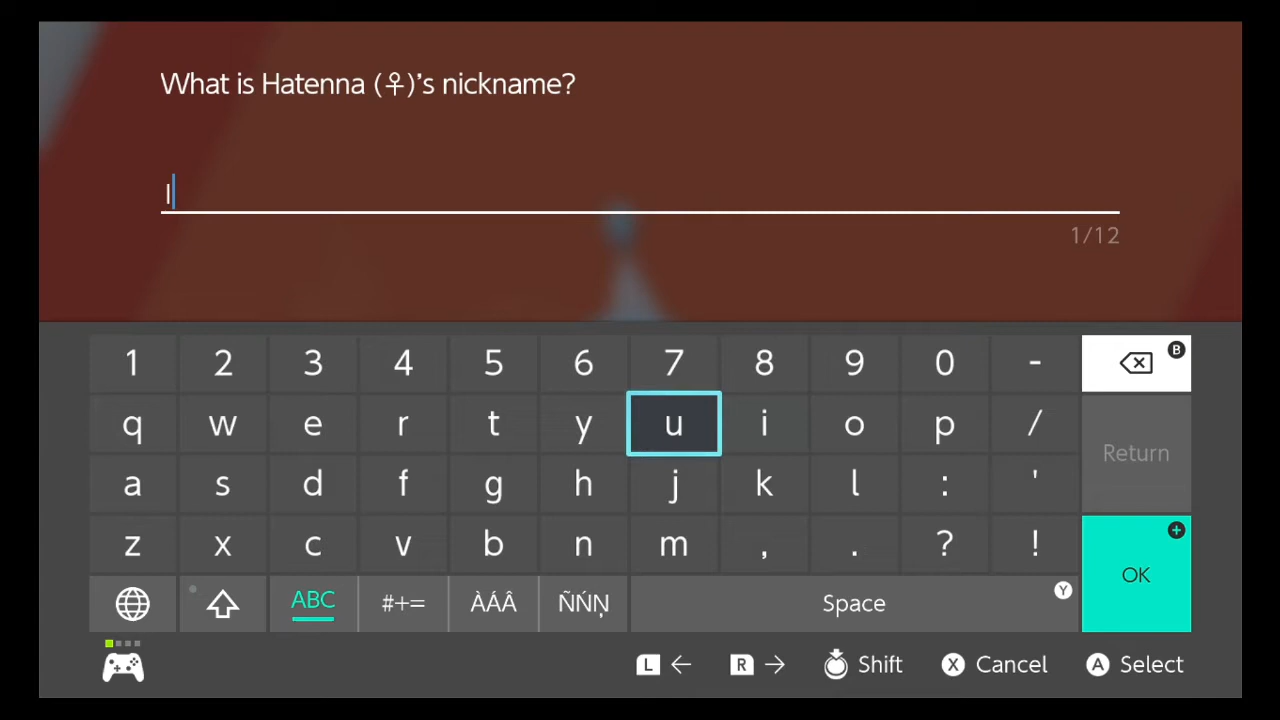 What is Hatenna (♀)'s nickname?
I
1/12
1 2 3 4 5 6 7 8 9 0 - B
q w e r t y u i o p /
Return
a s d f g h j k l : '
z x c v b n m , . ? ! +
OK
ABC #+= ÀÁÂ ÑŃŅ Space Y
L ← R → Shift X Cancel A Select